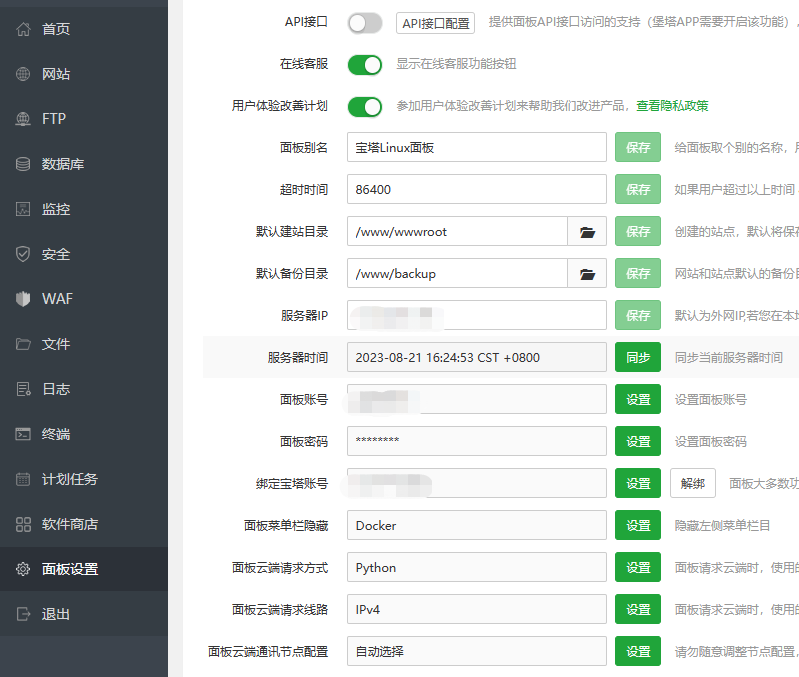 首页
网站
FTP
数据库
监控
安全
WAF
文件
日志
终端
计划任务
软件商店
面板设置
退出
API接口 API接口配置 提供面板API接口访问的支持（堡塔APP需要开启该功能），
在线客服 显示在线客服功能按钮
用户体验改善计划 参加用户体验改善计划来帮助我们改进产品，查看隐私政策
面板别名 宝塔Linux面板 保存 给面板取个别的名称，
超时时间 86400 保存 如果用户超过以上时间
默认建站目录 /www/wwwroot 保存 创建的站点，默认将保存
默认备份目录 /www/backup 保存 网站和站点默认的备份
服务器IP 保存 默认为外网IP,若您在本地
服务器时间 2023-08-21 16:24:53 CST +0800 同步 同步当前服务器时间
面板账号 设置 设置面板账号
面板密码 ******** 设置 设置面板密码
绑定宝塔账号 设置 解绑 面板大多数功
面板菜单栏隐藏 Docker 设置 隐藏左侧菜单栏目
面板云端请求方式 Python 设置 面板请求云端时，使用的
面板云端请求线路 IPv4 设置 面板请求云端时，使用的
面板云端通讯节点配置 自动选择 设置 请勿随意调整节点配置，